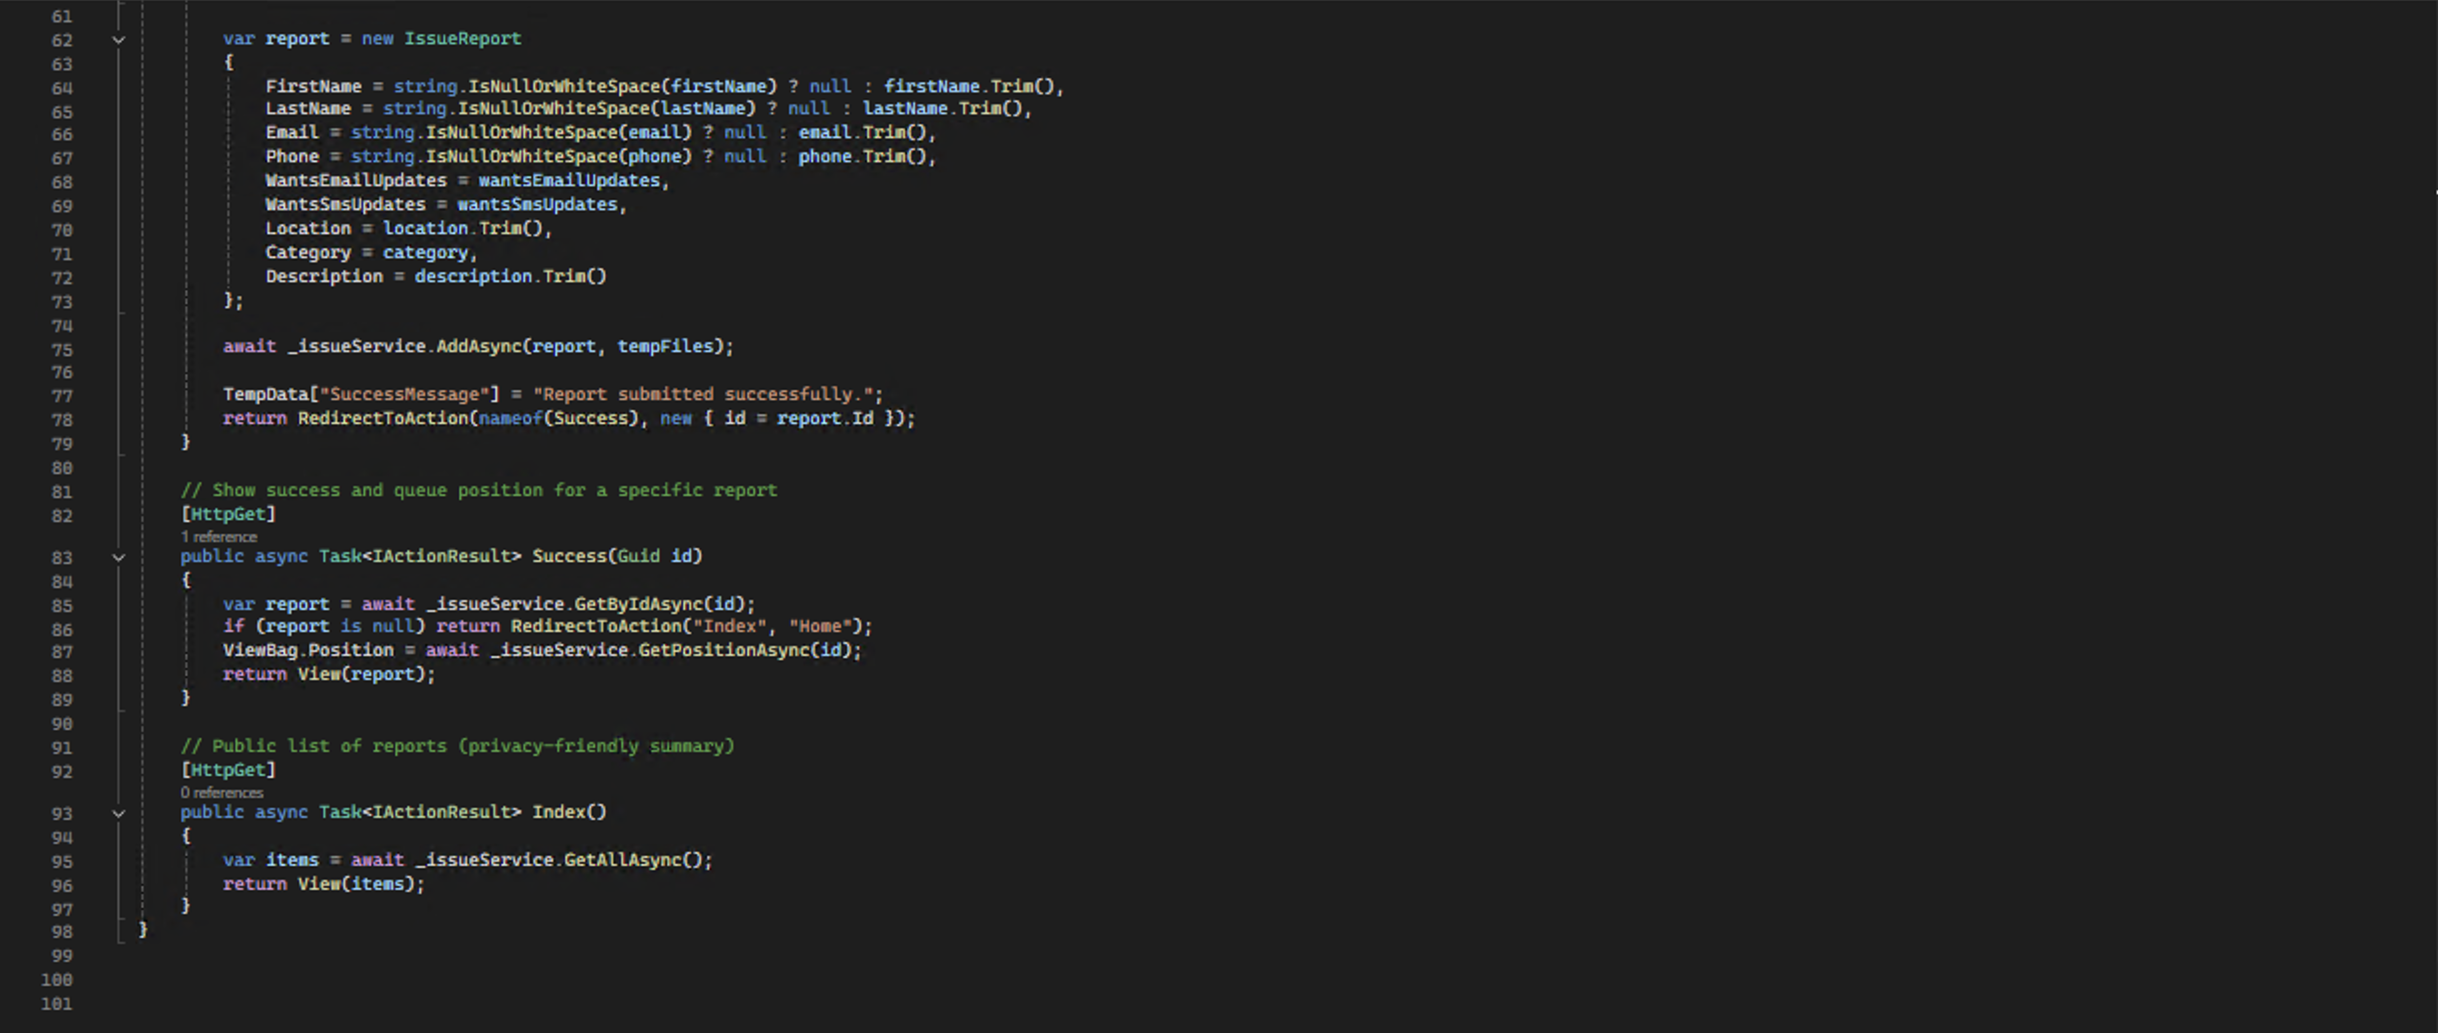 61
62 var report = new IssueReport
63 {
64 FirstName = string.IsNullOrWhiteSpace(firstName) ? null : firstName.Trim(),
65 LastName = string.IsNullOrWhiteSpace(lastName) ? null : lastName.Trim(),
66 Email = string.IsNullOrWhiteSpace(email) ? null : email.Trim(),
67 Phone = string.IsNullOrWhiteSpace(phone) ? null : phone.Trim(),
68 WantsEmailUpdates = wantsEmailUpdates,
69 WantsSmsUpdates = wantsSmsUpdates,
70 Location = location.Trim(),
71 Category = category,
72 Description = description.Trim()
73 };
74
75 await _issueService.AddAsync(report, tempFiles);
76
77 TempData["SuccessMessage"] = "Report submitted successfully.";
78 return RedirectToAction(nameof(Success), new { id = report.Id });
79 }
80
81 // Show success and queue position for a specific report
82 [HttpGet]
1 reference
83 public async Task<IActionResult> Success(Guid id)
84 {
85 var report = await _issueService.GetByIdAsync(id);
86 if (report is null) return RedirectToAction("Index", "Home");
87 ViewBag.Position = await _issueService.GetPositionAsync(id);
88 return View(report);
89 }
90
91 // Public list of reports (privacy-friendly summary)
92 [HttpGet]
0 references
93 public async Task<IActionResult> Index()
94 {
95 var items = await _issueService.GetAllAsync();
96 return View(items);
97 }
98 }
99
100
101